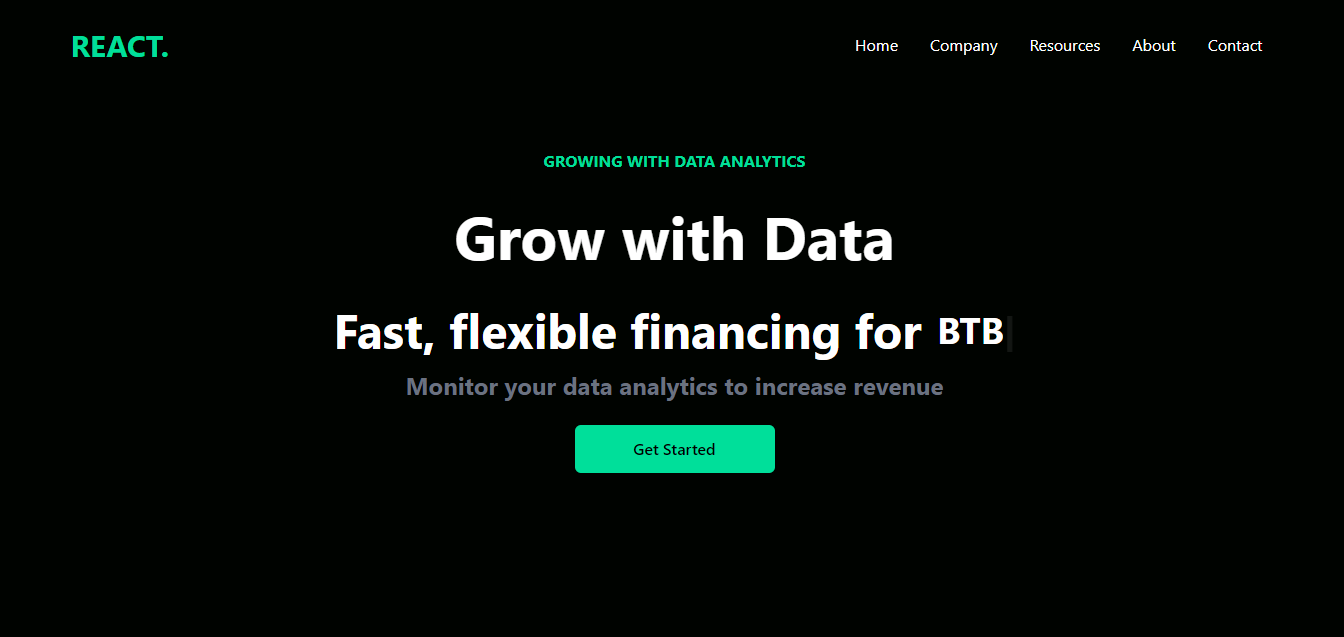 REACT.
Home Company Resources About Contact
GROWING WITH DATA ANALYTICS
Grow with Data
Fast, flexible financing for BTB
Monitor your data analytics to increase revenue
Get Started